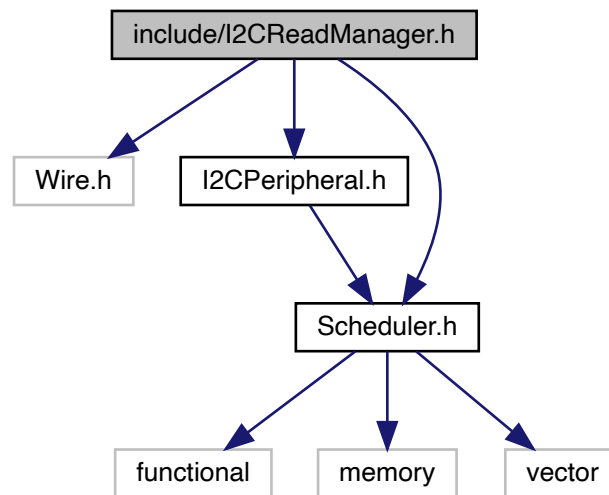 include/I2CReadManager.h
Wire.h
I2CPeripheral.h
Scheduler.h
functional
memory
vector